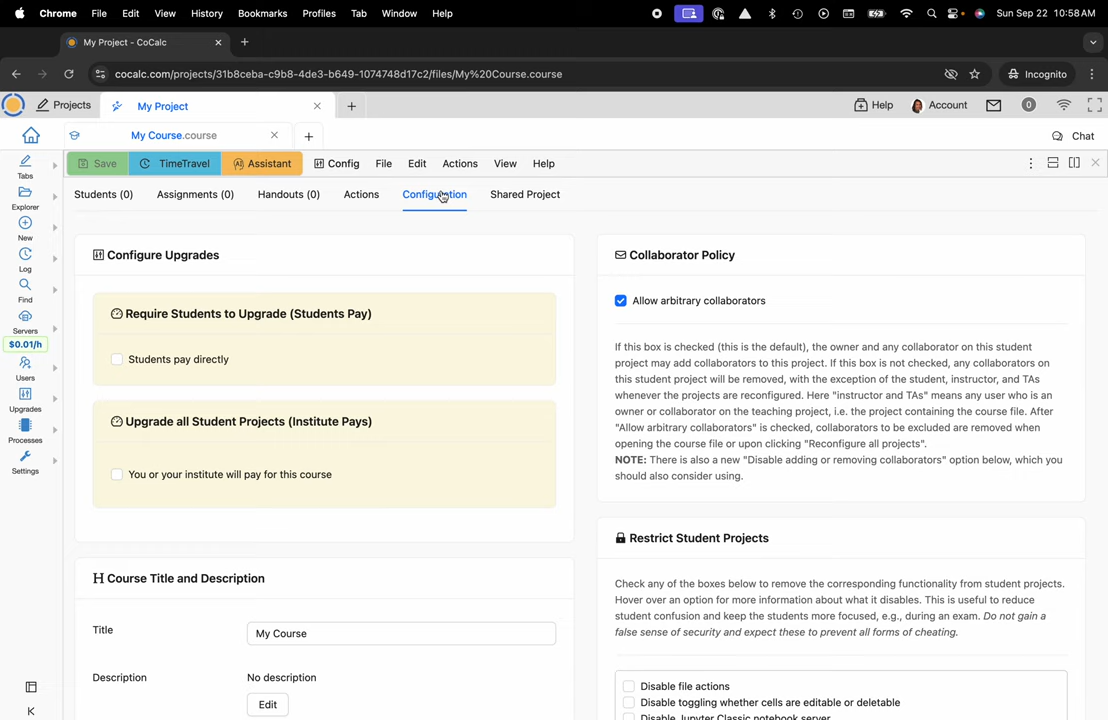 Chrome File Edit View History Bookmarks Profiles Tab Window Help Sun Sep 22 10:58 AM
My Project - CoCalc
cocalc.com/projects/31b8ceba-c9b8-4de3-b649-1074748d17c2/files/My%20Course.course Incognito
Projects My Project Help Account 0
My Course.course Chat
Save TimeTravel Assistant Config File Edit Actions View Help
Tabs
Explorer
New
Log
Find
Servers
$0.01/h
Users
Upgrades
Processes
Settings
Students (0) Assignments (0) Handouts (0) Actions Configuration Shared Project
Configure Upgrades
Require Students to Upgrade (Students Pay)
Students pay directly
Upgrade all Student Projects (Institute Pays)
You or your institute will pay for this course
Course Title and Description
Title My Course
Description No description
Edit
Collaborator Policy
Allow arbitrary collaborators
If this box is checked (this is the default), the owner and any collaborator on this student
project may add collaborators to this project. If this box is not checked, any collaborators on
this student project will be removed, with the exception of the student, instructor, and TAs
whenever the projects are reconfigured. Here "instructor and TAs" means any user who is an
owner or collaborator on the teaching project, i.e. the project containing the course file. After
"Allow arbitrary collaborators" is checked, collaborators to be excluded are removed when
opening the course file or upon clicking "Reconfigure all projects".
NOTE: There is also a new "Disable adding or removing collaborators" option below, which you
should also consider using.
Restrict Student Projects
Check any of the boxes below to remove the corresponding functionality from student projects.
Hover over an option for more information about what it disables. This is useful to reduce
student confusion and keep the students more focused, e.g., during an exam. Do not gain a
false sense of security and expect these to prevent all forms of cheating.
Disable file actions
Disable toggling whether cells are editable or deletable
Disable Jupyter Classic notebook server